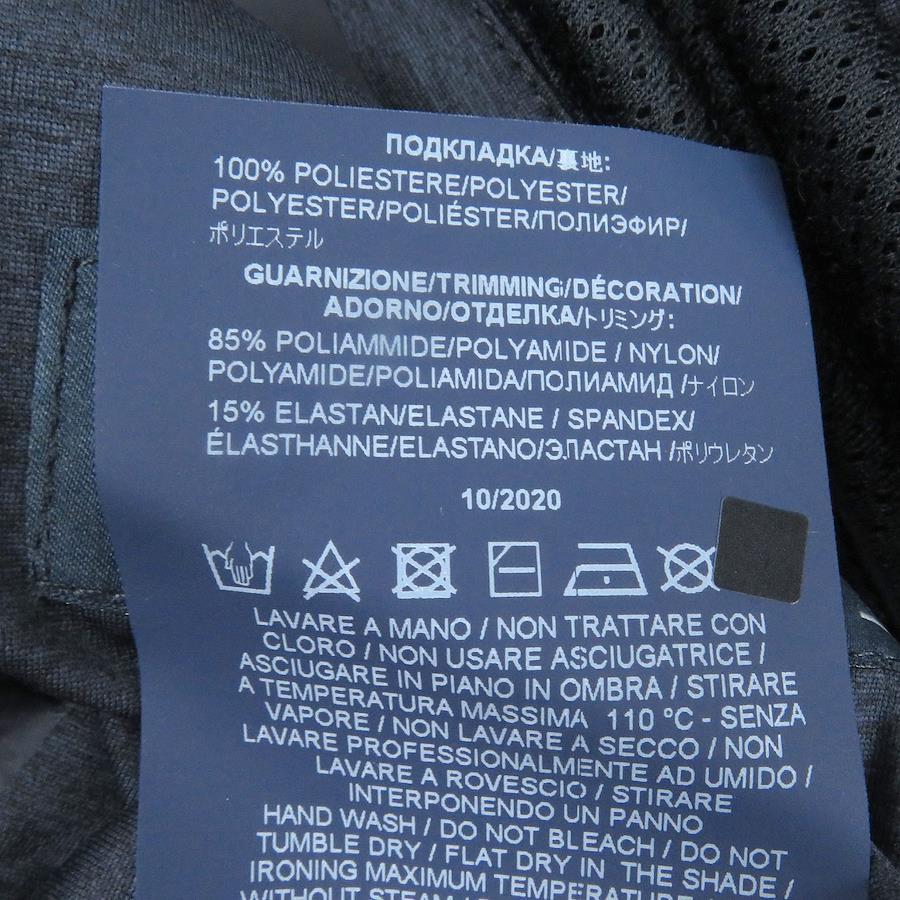 ПОДКЛАДКА/裏地:
100% POLIESTERE/POLYESTER/
POLYESTER/POLIÉSTER/ПОЛИЭФИР/
ポリエステル
GUARNIZIONE/TRIMMING/DÉCORATION/
ADORNO/ОТДЕЛКА/トリミング:
85% POLIAMMIDE/POLYAMIDE / NYLON/
POLYAMIDE/POLIAMIDA/ПОЛИАМИД /ナイロン
15% ELASTAN/ELASTANE / SPANDEX/
ÉLASTHANNE/ELASTANO/ЭЛАСТАН /ポリウレタン
10/2020
LAVARE A MANO / NON TRATTARE CON
CLORO / NON USARE ASCIUGATRICE /
ASCIUGARE IN PIANO IN OMBRA / STIRARE
A TEMPERATURA MASSIMA 110 °C - SENZA
VAPORE / NON LAVARE A SECCO / NON
LAVARE PROFESSIONALMENTE AD UMIDO /
LAVARE A ROVESCIO / STIRARE
INTERPONENDO UN PANNO
HAND WASH / DO NOT BLEACH / DO NOT
TUMBLE DRY / FLAT DRY IN THE SHADE /
IRONING MAXIMUM TEMPERATURE
WITHOUT STEAM /